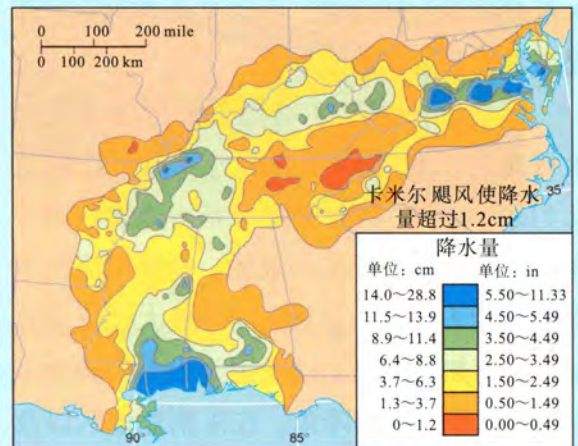 0 100 200 mile
0 100 200 km
卡米尔 飓风使降水
量超过1.2cm
35°
降水量
单位：cm 单位：in
14.0～28.8 5.50～11.33
11.5～13.9 4.50～5.49
8.9～11.4 3.50～4.49
6.4～8.8 2.50～3.49
3.7～6.3 1.50～2.49
1.3～3.7 0.50～1.49
0～1.2 0.00～0.49
90° 85°